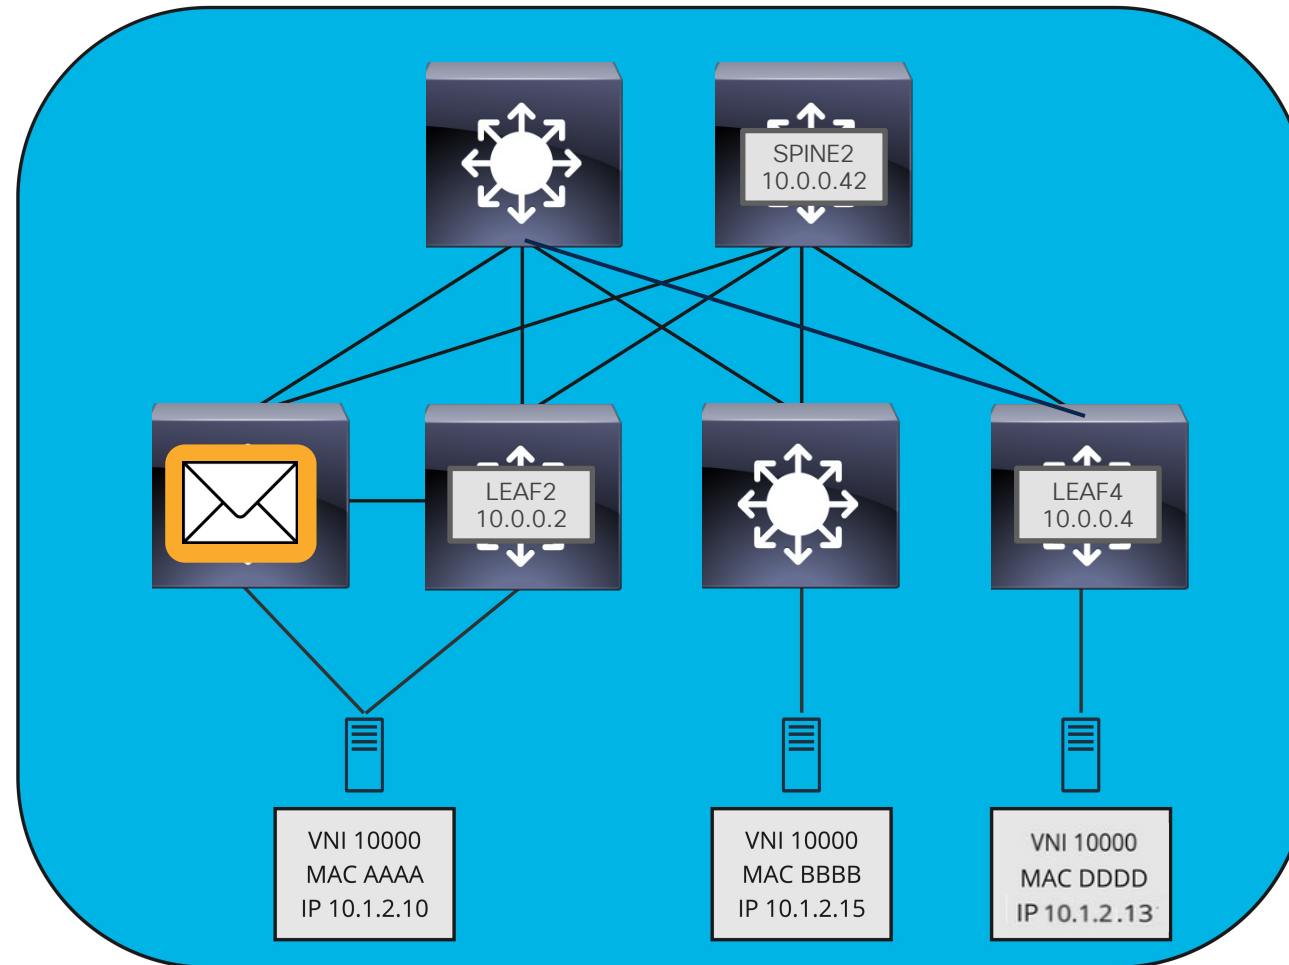 SPINE2
10.0.0.42
LEAF2
10.0.0.2
LEAF4
10.0.0.4
VNI 10000
MAC AAAA
IP 10.1.2.10
VNI 10000
MAC BBBB
IP 10.1.2.15
VNI 10000
MAC DDDD
IP 10.1.2.13